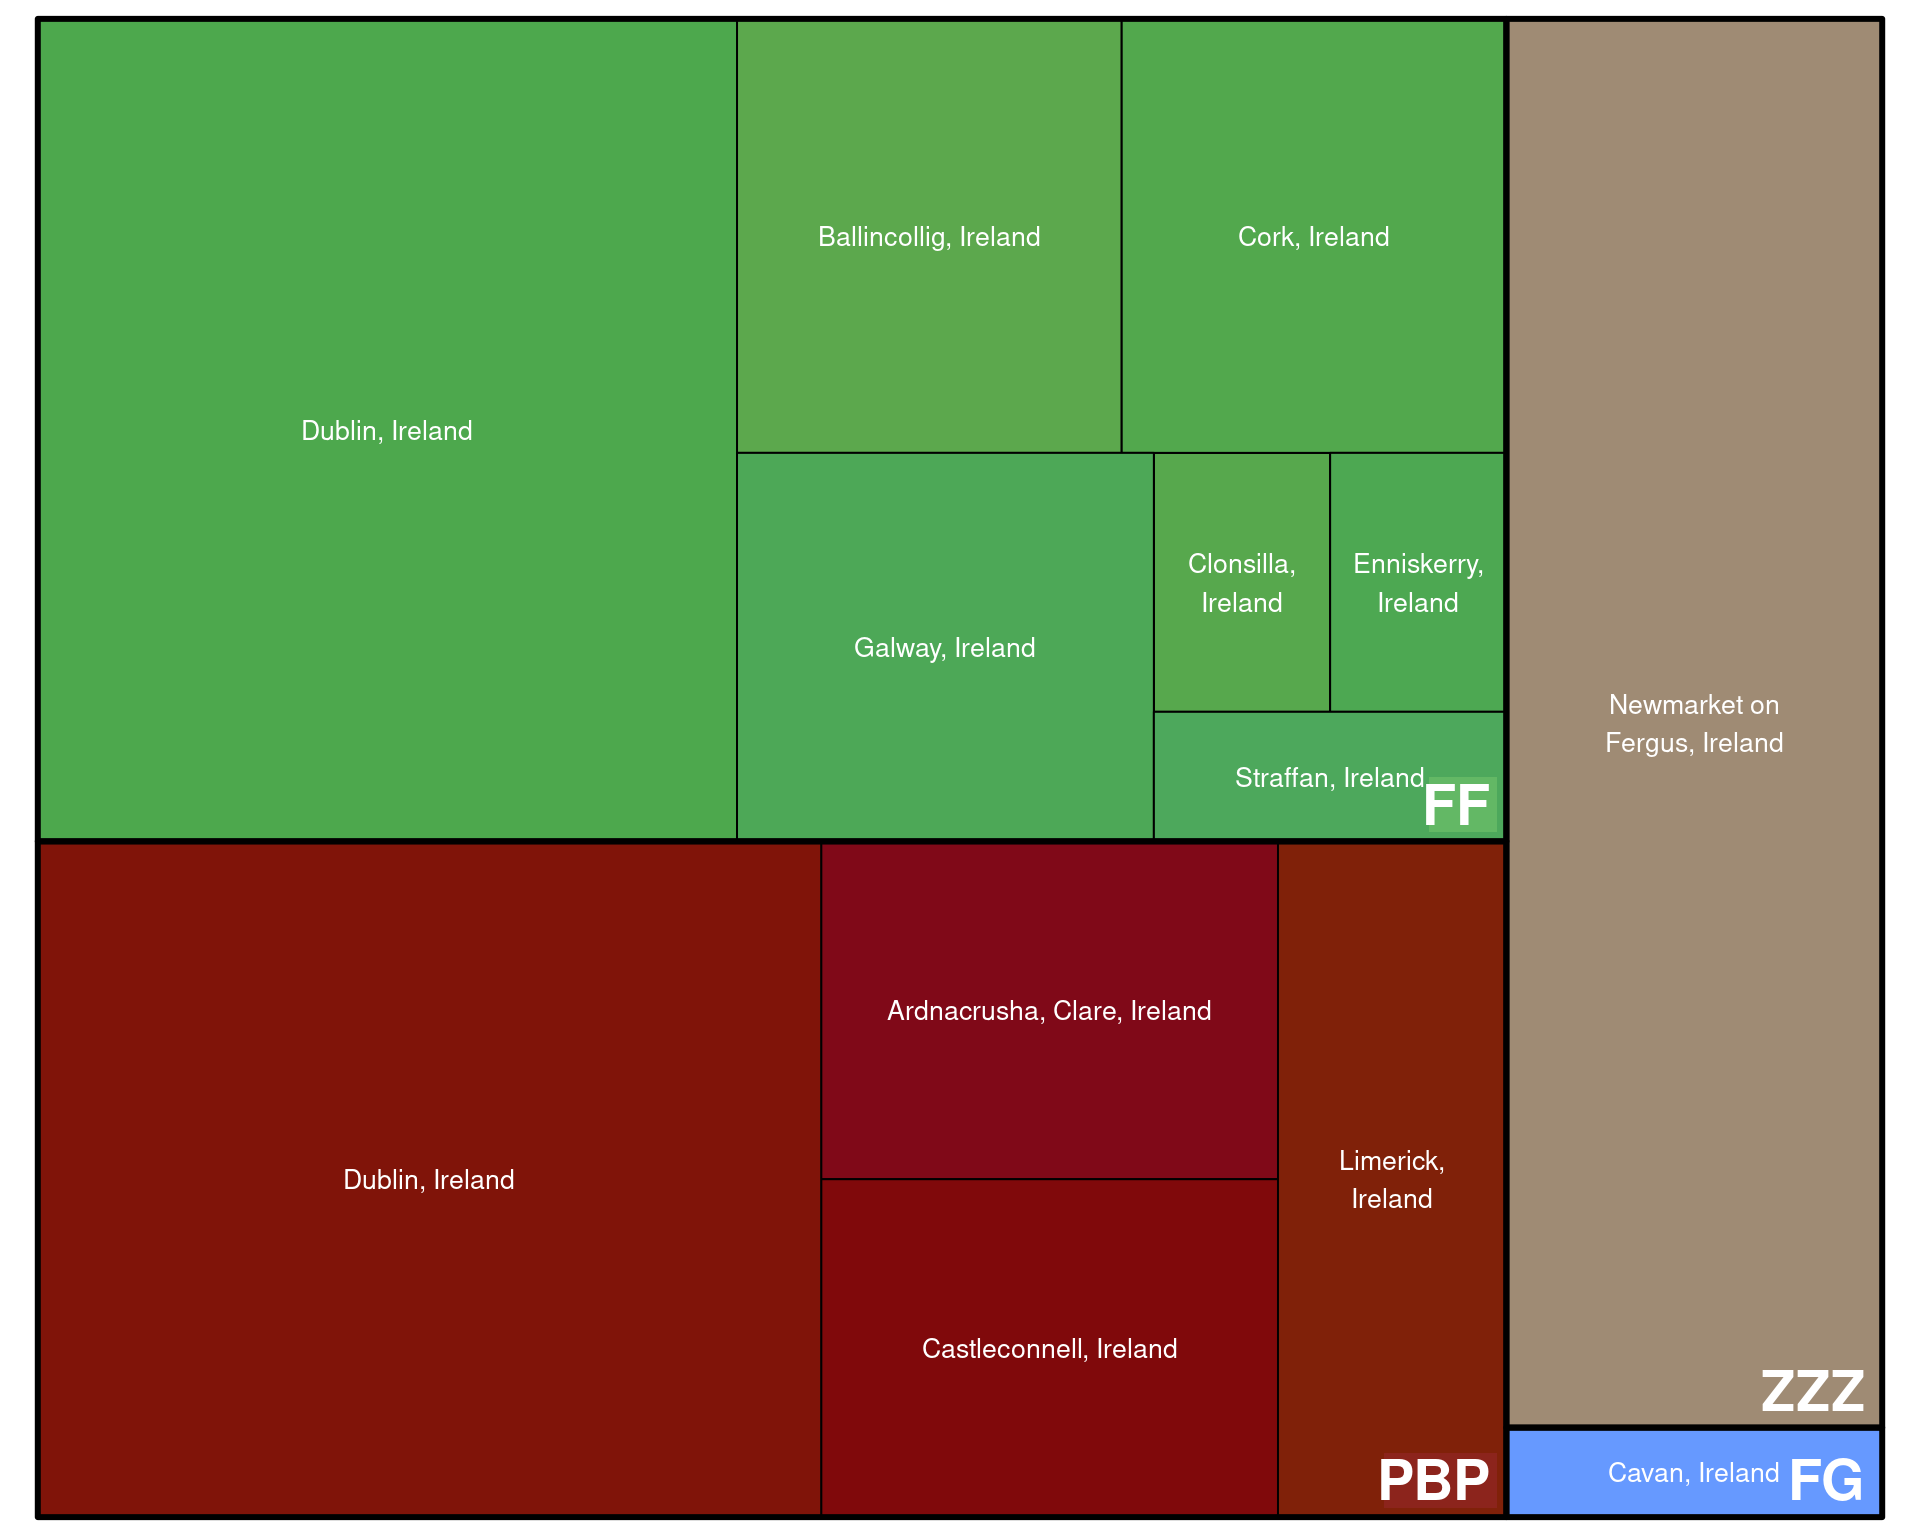 Dublin, Ireland
Ballincollig, Ireland
Cork, Ireland
Galway, Ireland
Clonsilla,
Ireland
Enniskerry,
Ireland
Straffan, Ireland
FF
Dublin, Ireland
Ardnacrusha, Clare, Ireland
Castleconnell, Ireland
Limerick,
Ireland
PBP
Newmarket on
Fergus, Ireland
ZZZ
Cavan, Ireland
FG